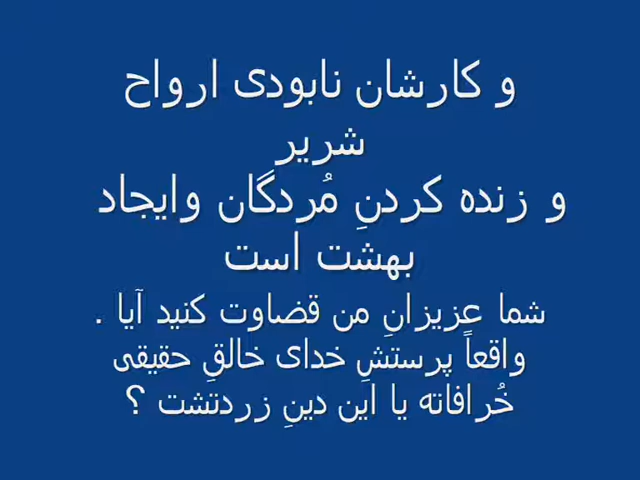 و کارشان نابودی ارواح
شریر
و زنده کردنِ مُردگان وایجاد
بهشت است
شما عزیزانِ من قضاوت کنید آیا .
واقعاً پرستشِ خدای خالقِ حقیقی
خُرافاته یا این دینِ زردتشت ؟